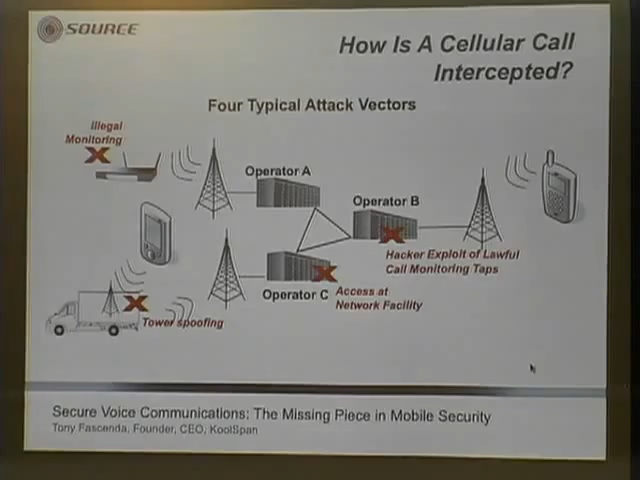 SOURCE
How Is A Cellular Call
Intercepted?
Four Typical Attack Vectors
Illegal
Monitoring
Operator A
Operator B
Hacker Exploit of Lawful
Call Monitoring Taps
Operator C
Access at
Network Facility
Tower spoofing
Secure Voice Communications: The Missing Piece in Mobile Security
Tony Fascenda, Founder, CEO, KoolSpan